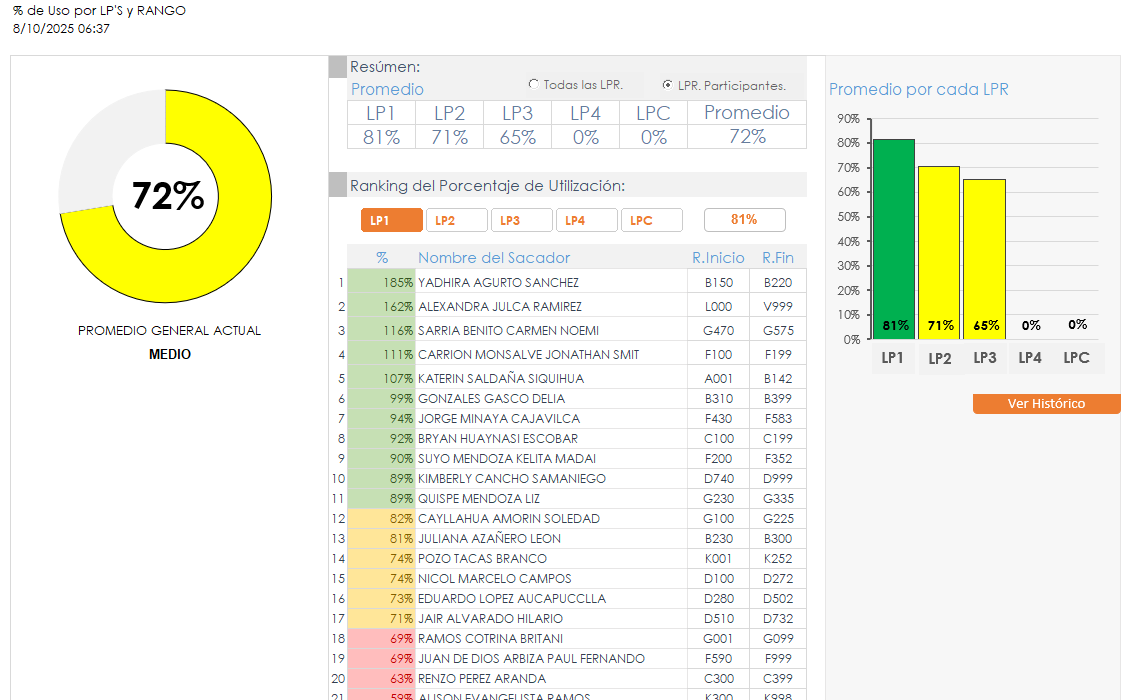 % de Uso por LP'S y RANGO
8/10/2025 06:37
72%
PROMEDIO GENERAL ACTUAL
MEDIO
Resúmen:
Promedio
Todas las LPR. LPR. Participantes.
LP1 LP2 LP3 LP4 LPC Promedio
81% 71% 65% 0% 0% 72%
Ranking del Porcentaje de Utilización:
LP1 LP2 LP3 LP4 LPC 81%
% Nombre del Sacador R.Inicio R.Fin
1 185% YADHIRA AGURTO SANCHEZ B150 B220
2 162% ALEXANDRA JULCA RAMIREZ L000 V999
3 116% SARRIA BENITO CARMEN NOEMI G470 G575
4 111% CARRION MONSALVE JONATHAN SMIT F100 F199
5 107% KATERIN SALDAÑA SIQUIHUA A001 B142
6 99% GONZALES GASCO DELIA B310 B399
7 94% JORGE MINAYA CAJAVILCA F430 F583
8 92% BRYAN HUAYNASI ESCOBAR C100 C199
9 90% SUYO MENDOZA KELITA MADAI F200 F352
10 89% KIMBERLY CANCHO SAMANIEGO D740 D999
11 89% QUISPE MENDOZA LIZ G230 G335
12 82% CAYLLAHUA AMORIN SOLEDAD G100 G225
13 81% JULIANA AZAÑERO LEON B230 B300
14 74% POZO TACAS BRANCO K001 K252
15 74% NICOL MARCELO CAMPOS D100 D272
16 73% EDUARDO LOPEZ AUCAPUCCLLA D280 D502
17 71% JAIR ALVARADO HILARIO D510 D732
18 69% RAMOS COTRINA BRITANI G001 G099
19 69% JUAN DE DIOS ARBIZA PAUL FERNANDO F590 F999
20 63% RENZO PEREZ ARANDA C300 C399
21 59% ALISON EVANGELISTA RAMOS K300 K998
Promedio por cada LPR
90%
80%
70%
60%
50%
40%
30%
20%
10%
0%
81% 71% 65% 0% 0%
LP1 LP2 LP3 LP4 LPC
Ver Histórico